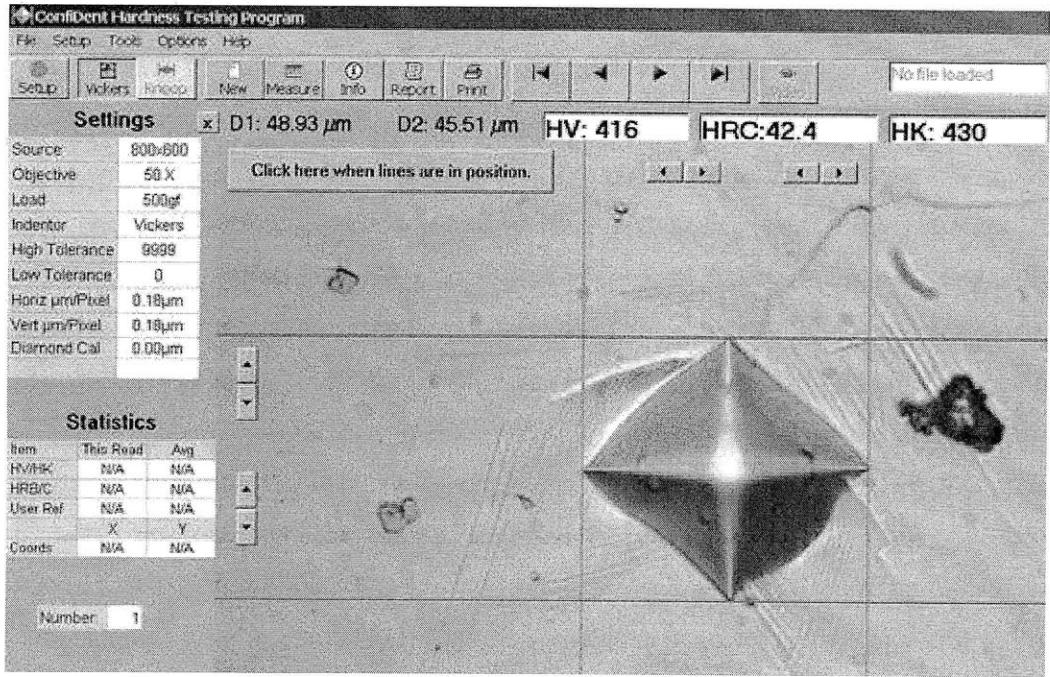 ConfiDent Hardness Testing Program
File Setup Tools Options Help
Setup Vickers Knoop New Measure Info Report Print No file loaded
Settings x D1: 48.93 µm D2: 45.51 µm HV: 416 HRC:42.4 HK: 430
Click here when lines are in position.
Source 800x600
Objective 50 X
Load 500gf
Indentor Vickers
High Tolerance 9999
Low Tolerance 0
Horiz µm/Pixel 0.18µm
Vert µm/Pixel 0.18µm
Diamond Cal 0.00µm
Statistics
Item This Read Avg
HV/HK N/A N/A
HRB/C N/A N/A
User Ref N/A N/A
X Y
Coords N/A N/A
Number 1